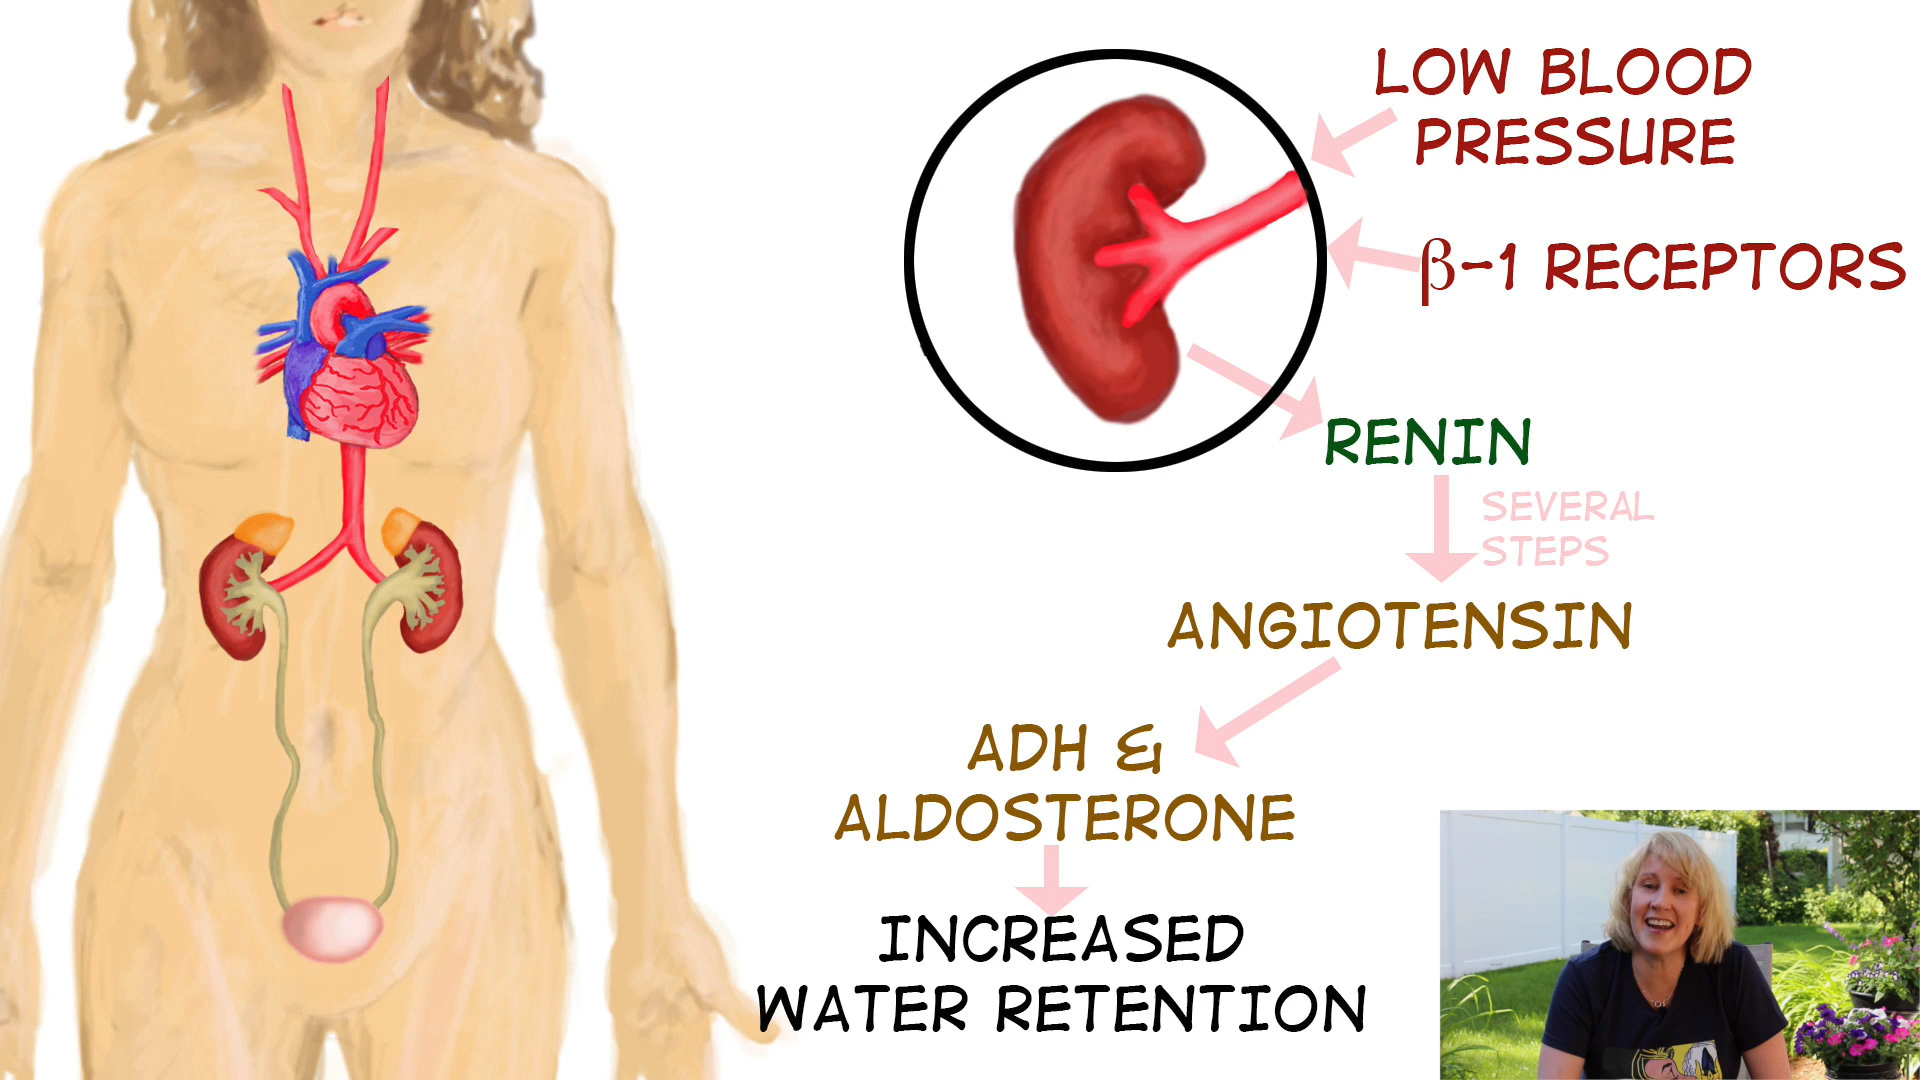 LOW BLOOD
PRESSURE
β-1 RECEPTORS
RENIN
SEVERAL
STEPS
ANGIOTENSIN
ADH &
ALDOSTERONE
INCREASED
WATER RETENTION